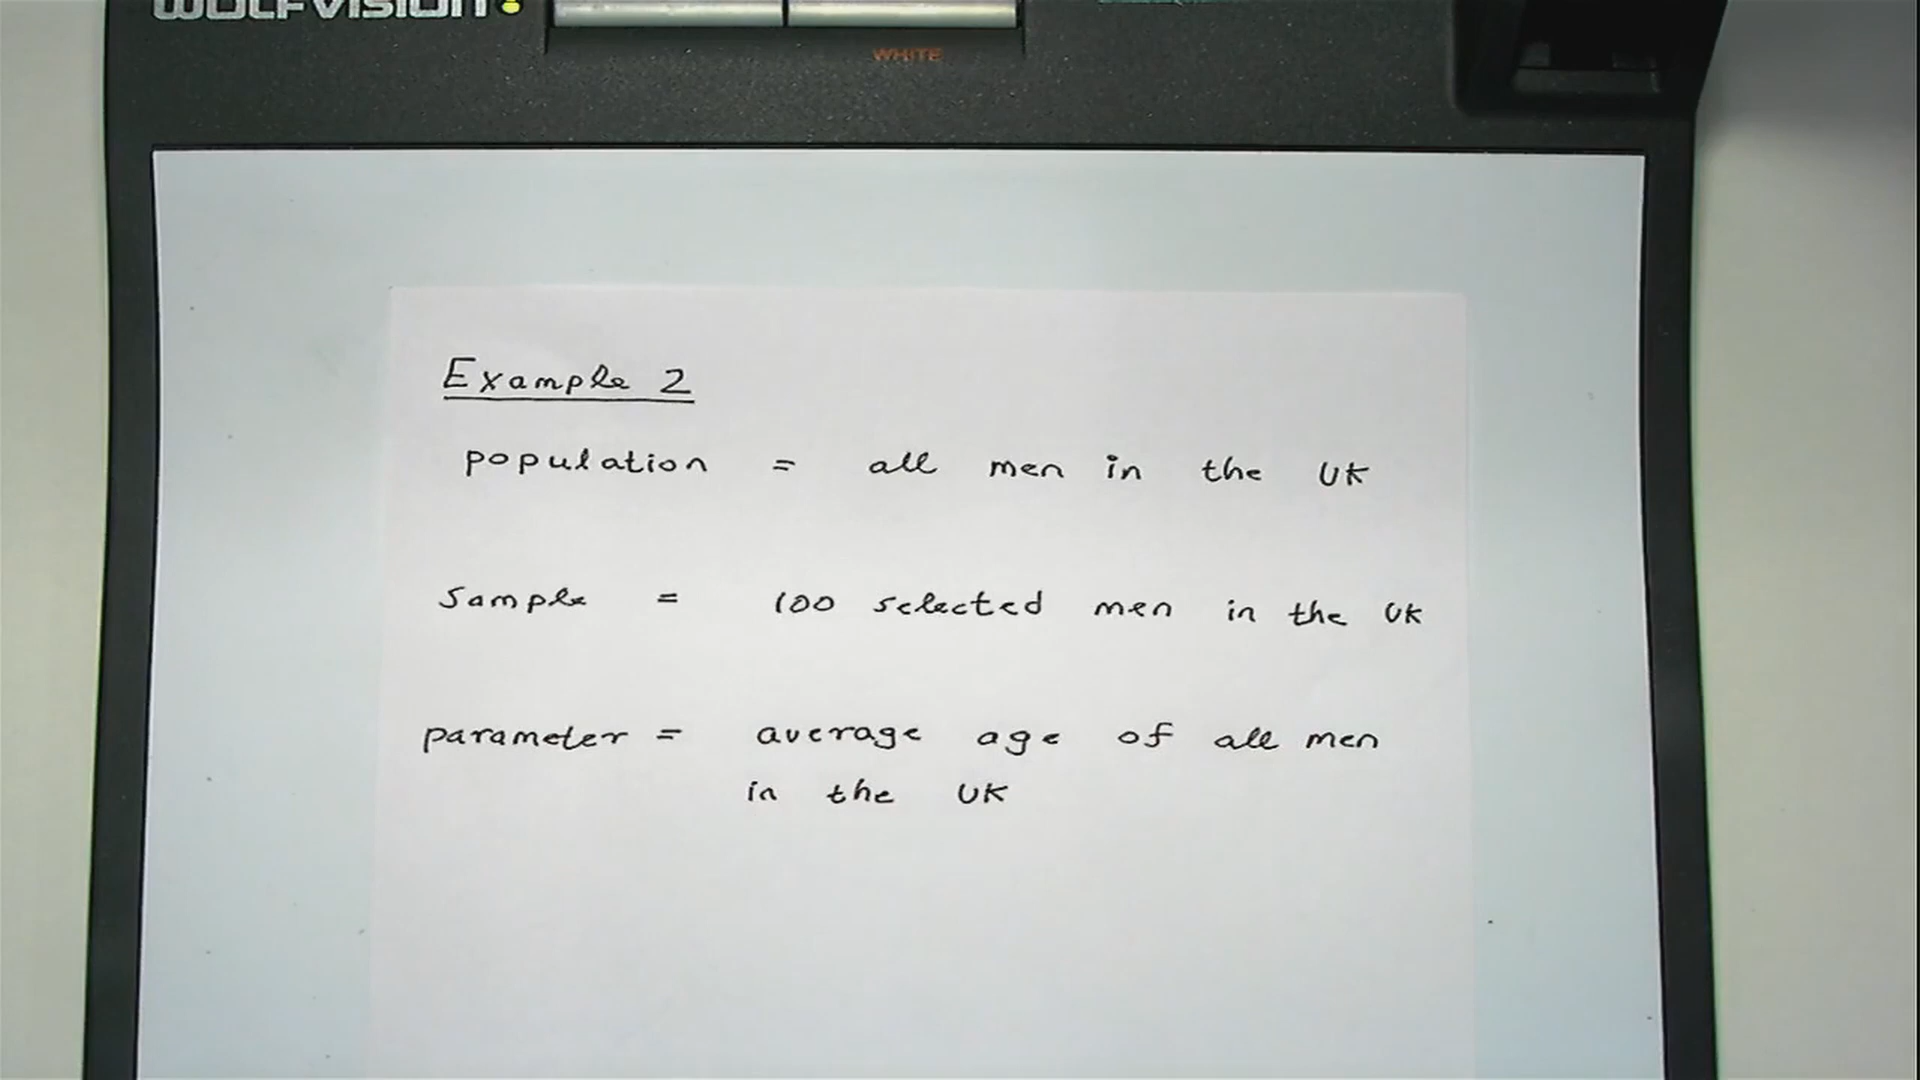 WOLFVISION
WHITE
Example 2
population = all men in the UK
Sample = 100 selected men in the UK
parameter = average age of all men
in the UK